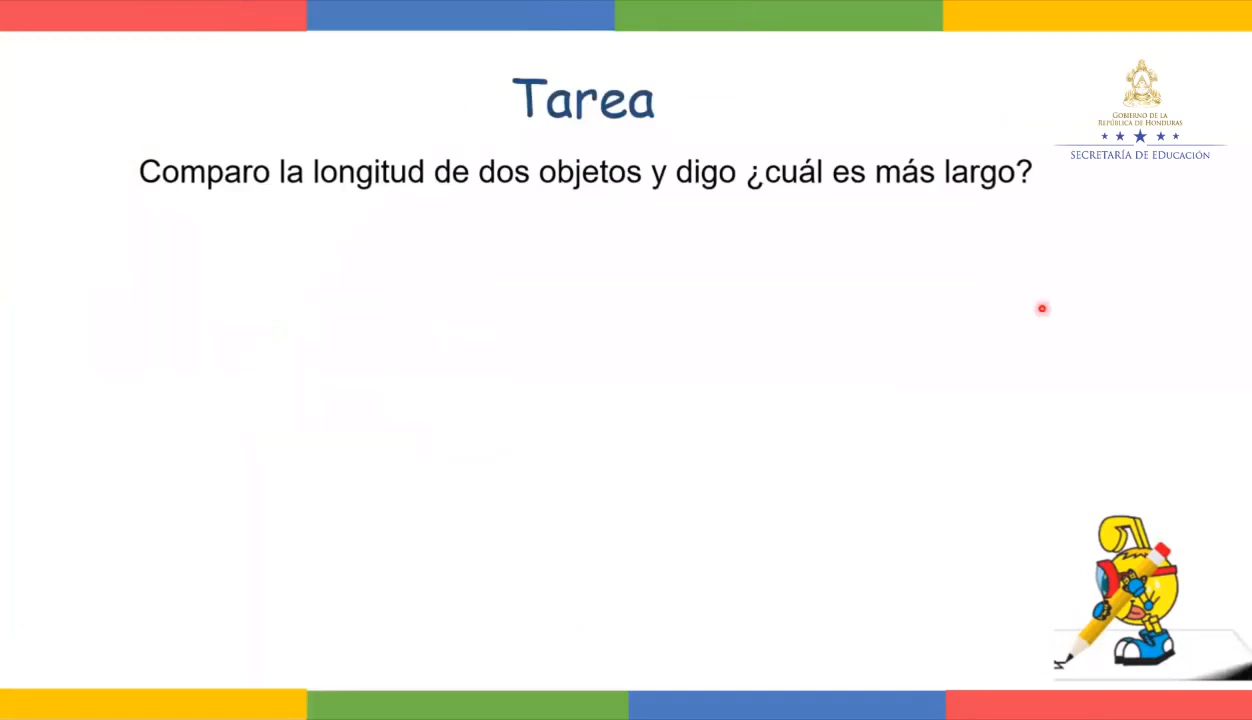 Tarea
GOBIERNO DE LA
REPÚBLICA DE HONDURAS
SECRETARÍA DE EDUCACIÓN
Comparo la longitud de dos objetos y digo ¿cuál es más largo?